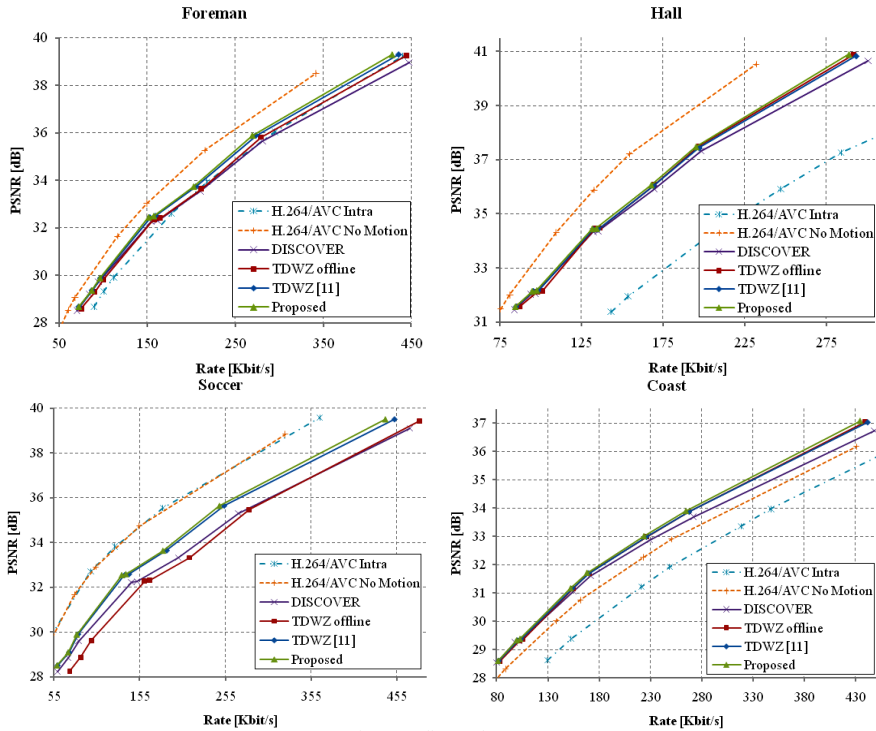 Foreman
PSNR [dB]
40
38
36
34
32
30
28
50
150
250
350
450
Rate [Kbit/s]
H.264/AVC Intra
H.264/AVC No Motion
DISCOVER
TDWZ offline
TDWZ [11]
Proposed
Hall
PSNR [dB]
41
39
37
35
33
31
75
125
175
225
275
Rate [Kbit/s]
H.264/AVC Intra
H.264/AVC No Motion
DISCOVER
TDWZ offline
TDWZ [11]
Proposed
Soccer
PSNR [dB]
40
38
36
34
32
30
28
55
155
255
355
455
Rate [Kbit/s]
H.264/AVC Intra
H.264/AVC No Motion
DISCOVER
TDWZ offline
TDWZ [11]
Proposed
Coast
PSNR [dB]
37
36
35
34
33
32
31
30
29
28
80
130
180
230
280
330
380
430
Rate [Kbit/s]
H.264/AVC Intra
H.264/AVC No Motion
DISCOVER
TDWZ offline
TDWZ [11]
Proposed